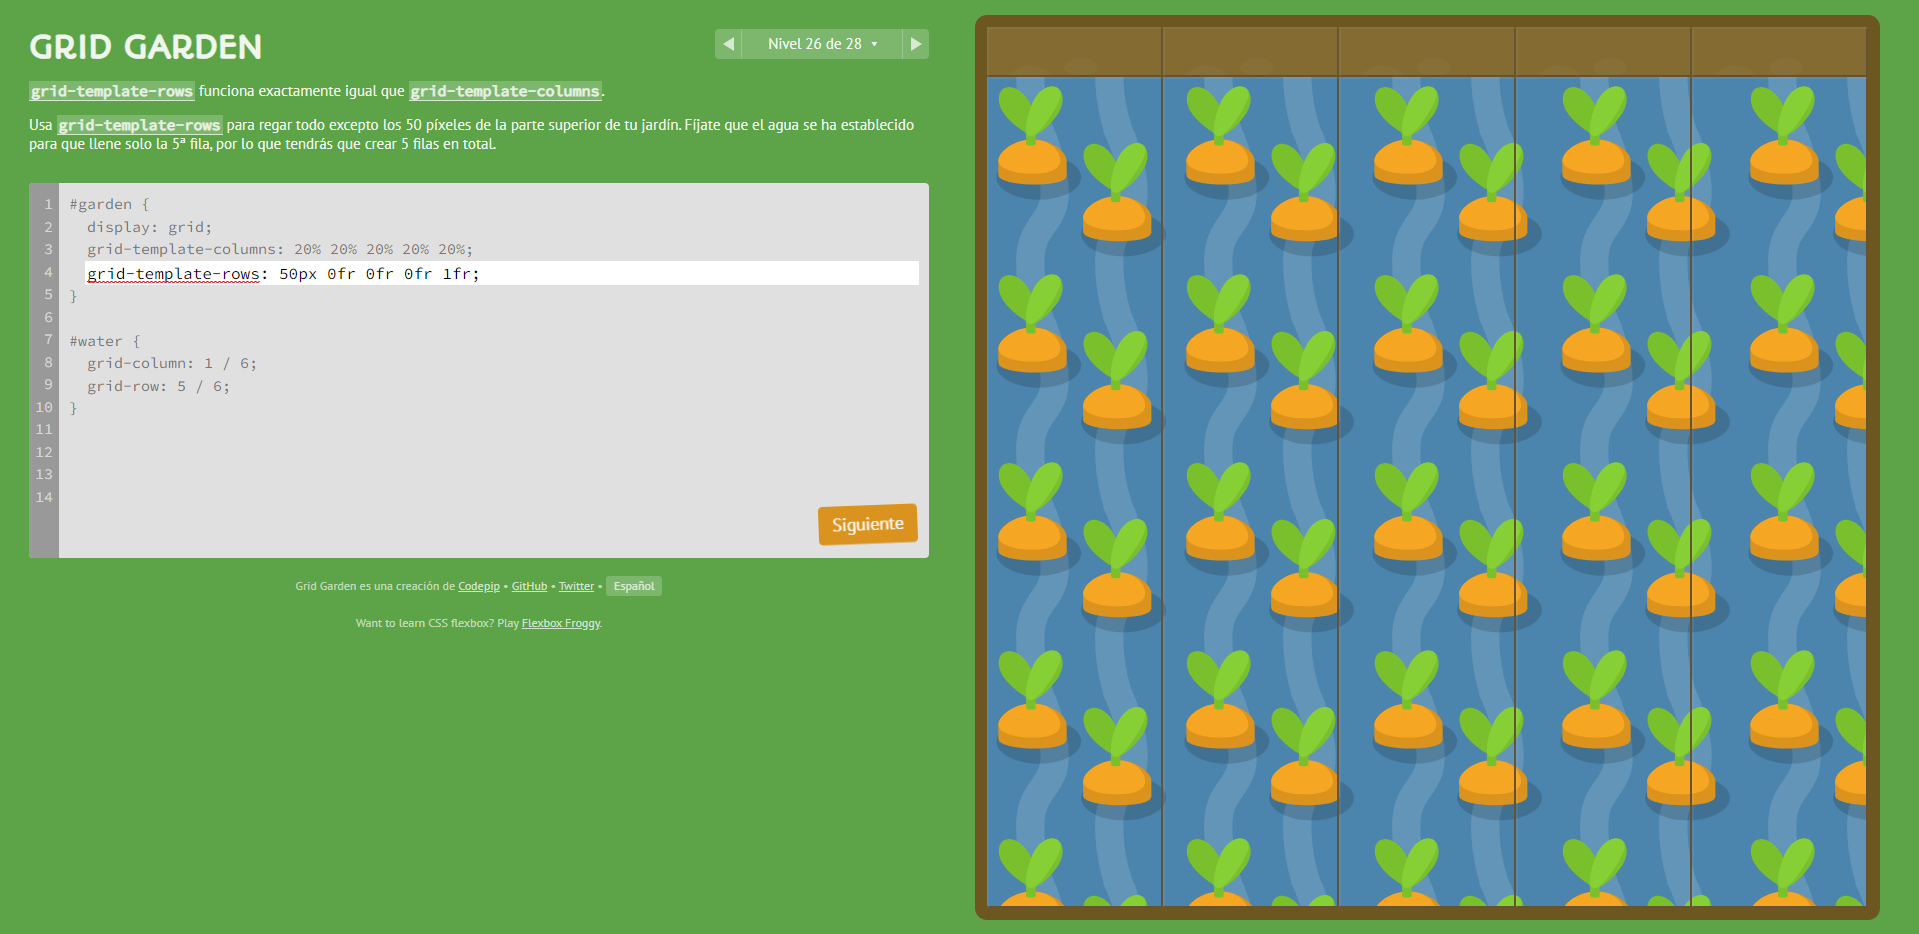 GRID GARDEN
◀ Nivel 26 de 28 ▾ ▶
grid-template-rows funciona exactamente igual que grid-template-columns.
Usa grid-template-rows para regar todo excepto los 50 píxeles de la parte superior de tu jardín. Fíjate que el agua se ha establecido
para que llene solo la 5ª fila, por lo que tendrás que crear 5 filas en total.
1 #garden {
2 display: grid;
3 grid-template-columns: 20% 20% 20% 20% 20%;
4 grid-template-rows: 50px 0fr 0fr 0fr 1fr;
5 }
6
7 #water {
8 grid-column: 1 / 6;
9 grid-row: 5 / 6;
10 }
11
12
13
14
Siguiente
Grid Garden es una creación de Codepip • GitHub • Twitter • Español
Want to learn CSS flexbox? Play Flexbox Froggy.